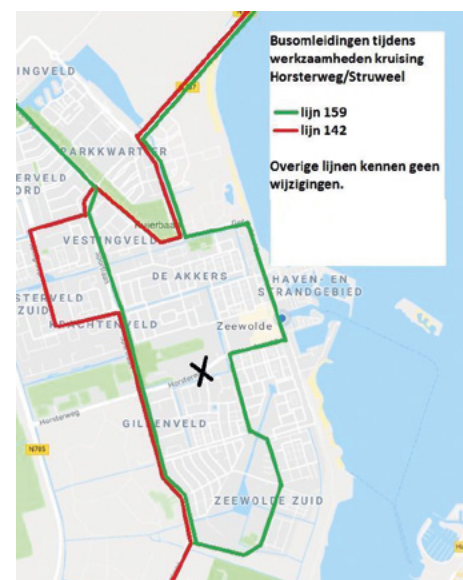 Busomleidingen tijdens
werkzaamheden kruising
Horsterweg/Struweel
lijn 159
lijn 142
Overige lijnen kennen geen
wijzigingen.
INGVELD
PARKKWARTIER
ERVELD
ORD
VESTINGVELD
DE AKKERS
HAVEN- EN
STRANDGEBIED
STERVELD
ZUID
KRACHTENVELD
Zeewolde
Horsterweg
Horsterweg
GILDENVELD
N705
ZEEWOLDE ZUID